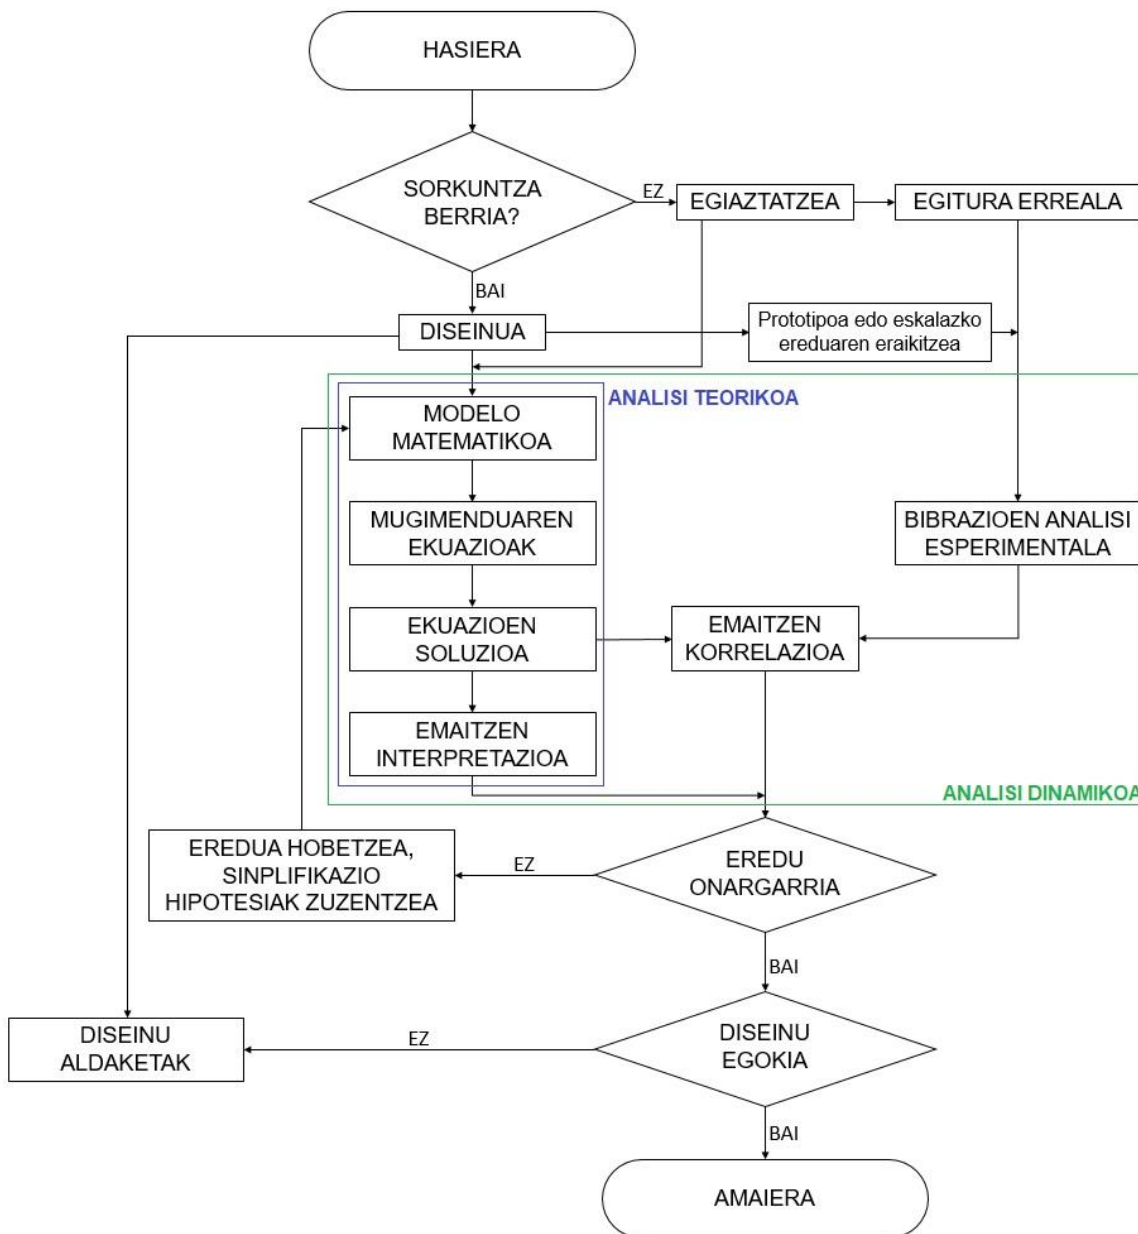 HASIERA
SORKUNTZA
BERRIA?
EZ
EGIAZTATZEA
EGITURA ERREALA
BAI
DISEINUA
Prototipoa edo eskalazko
ereduaren eraikitzea
ANALISI TEORIKOA
MODELO
MATEMATIKOA
MUGIMENDUAREN
EKUAZIOAK
BIBRAZIOEN ANALISI
ESPERIMENTALA
EKUAZIOEN
SOLUZIOA
EMAITZEN
KORRELAZIOA
EMAITZEN
INTERPRETAZIOA
ANALISI DINAMIKOA
EREDUA HOBETZEA,
SINPLIFIKAZIO
HIPOTESIAK ZUZENTZEA
EZ
EREDU
ONARGARRIA
BAI
DISEINU
ALDAKETAK
EZ
DISEINU
EGOKIA
BAI
AMAIERA